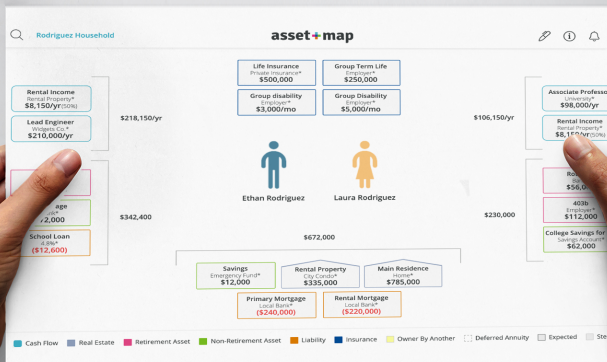 Rodriguez Household
asset+map
Life Insurance
Private Insurance*
$500,000
Group Term Life
Employer*
$250,000
Group disability
Employer*
$3,000/mo
Group Disability
Employer*
$5,000/mo
Rental Income
Rental Property*
$8,150/yr(50%)
Lead Engineer
Widgets Co.*
$210,000/yr
$218,150/yr
$106,150/yr
Associate Professo
University*
$98,000/yr
Rental Income
Rental Property*
(50%)
Ethan Rodriguez
Laura Rodriguez
age
School Loan
4.8%*
($12,600)
$342,400
$230,000
403b
Employer*
$112,000
College Savings for
Savings Account*
$62,000
$672,000
Savings
Emergency Fund*
$12,000
Rental Property
City Condo*
$335,000
Main Residence
Home*
$785,000
Primary Mortgage
Local Bank*
($240,000)
Rental Mortgage
Local Bank*
($220,000)
Cash Flow
Real Estate
Retirement Asset
Non-Retirement Asset
Liability
Insurance
Owner By Another
Deferred Annuity
Expected
Ste